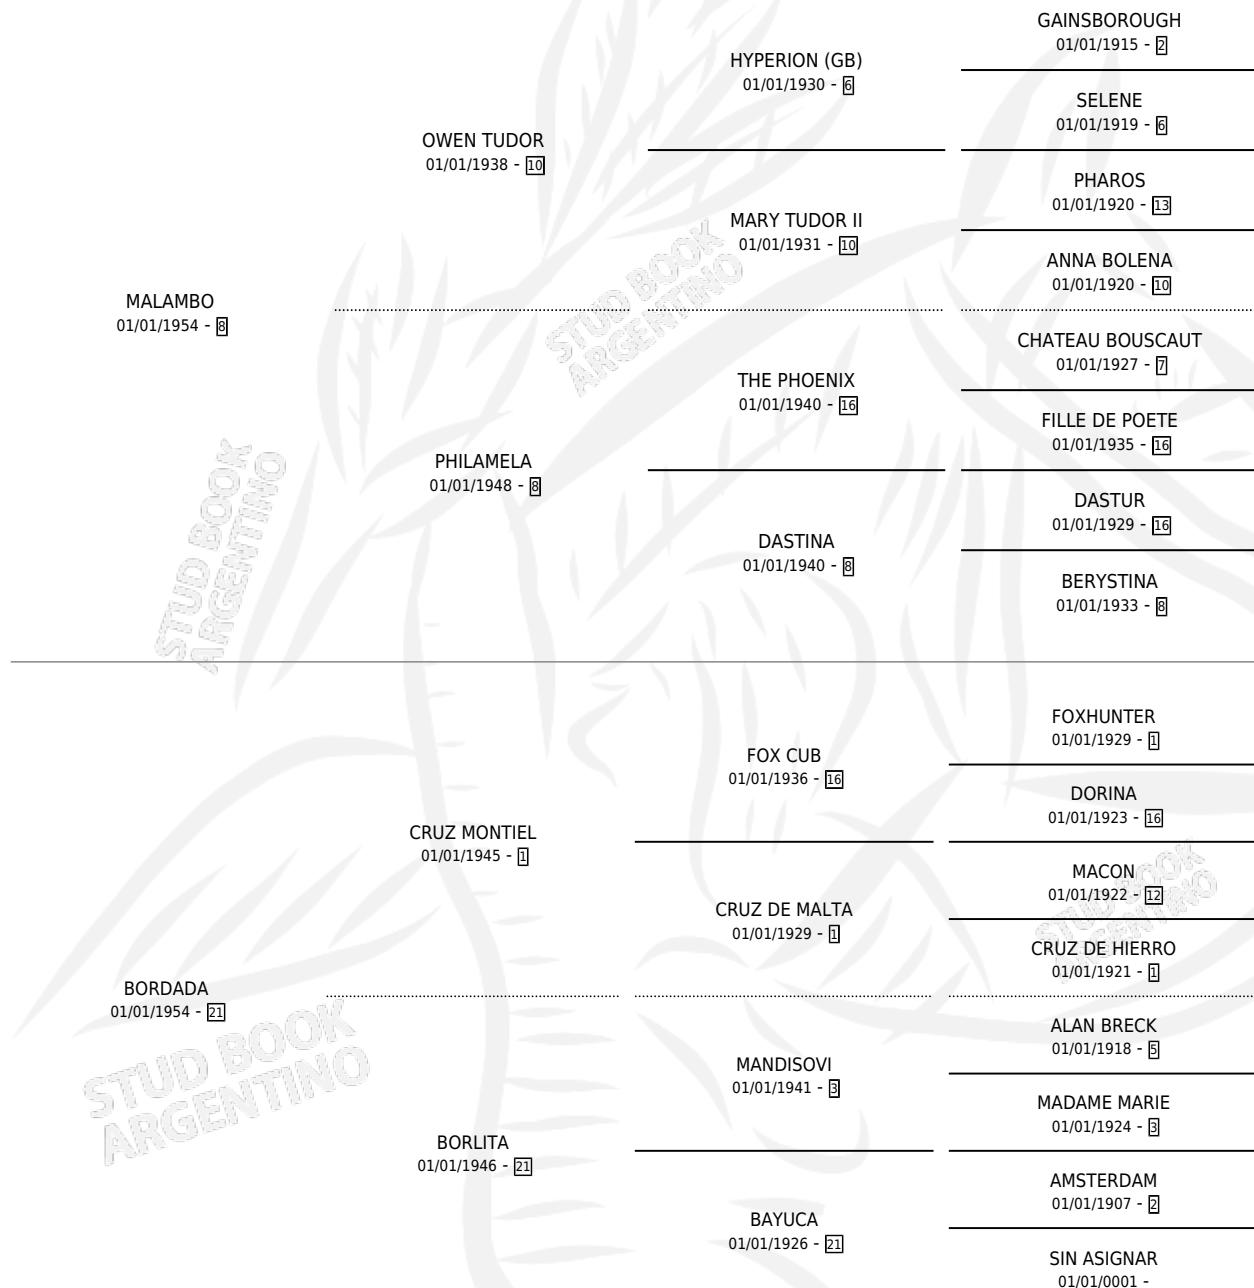 GAINSBOROUGH
01/01/1915 - 2
HYPERION (GB)
01/01/1930 - 6
SELENE
01/01/1919 - 6
OWEN TUDOR
01/01/1938 - 10
PHAROS
01/01/1920 - 13
MARY TUDOR II
01/01/1931 - 10
ANNA BOLENA
01/01/1920 - 10
MALAMBO
01/01/1954 - 8
STUD BOOK
ARGENTINO
CHATEAU BOUSCAUT
01/01/1927 - 7
THE PHOENIX
01/01/1940 - 16
FILLE DE POETE
01/01/1935 - 16
PHILAMELA
01/01/1948 - 8
DASTUR
01/01/1929 - 16
DASTINA
01/01/1940 - 8
BERYSTINA
01/01/1933 - 8
STUD BOOK
ARGENTINO
FOXHUNTER
01/01/1929 - 1
FOX CUB
01/01/1936 - 16
DORINA
01/01/1923 - 16
CRUZ MONTIEL
01/01/1945 - 1
MACON
01/01/1922 - 12
STUD BOOK
ARGENTINO
CRUZ DE MALTA
01/01/1929 - 1
CRUZ DE HIERRO
01/01/1921 - 1
BORDADA
01/01/1954 - 21
STUD BOOK
ARGENTINO
ALAN BRECK
01/01/1918 - 5
MANDISOVI
01/01/1941 - 3
MADAME MARIE
01/01/1924 - 3
BORLITA
01/01/1946 - 21
AMSTERDAM
01/01/1907 - 2
BAYUCA
01/01/1926 - 21
SIN ASIGNAR
01/01/0001 -